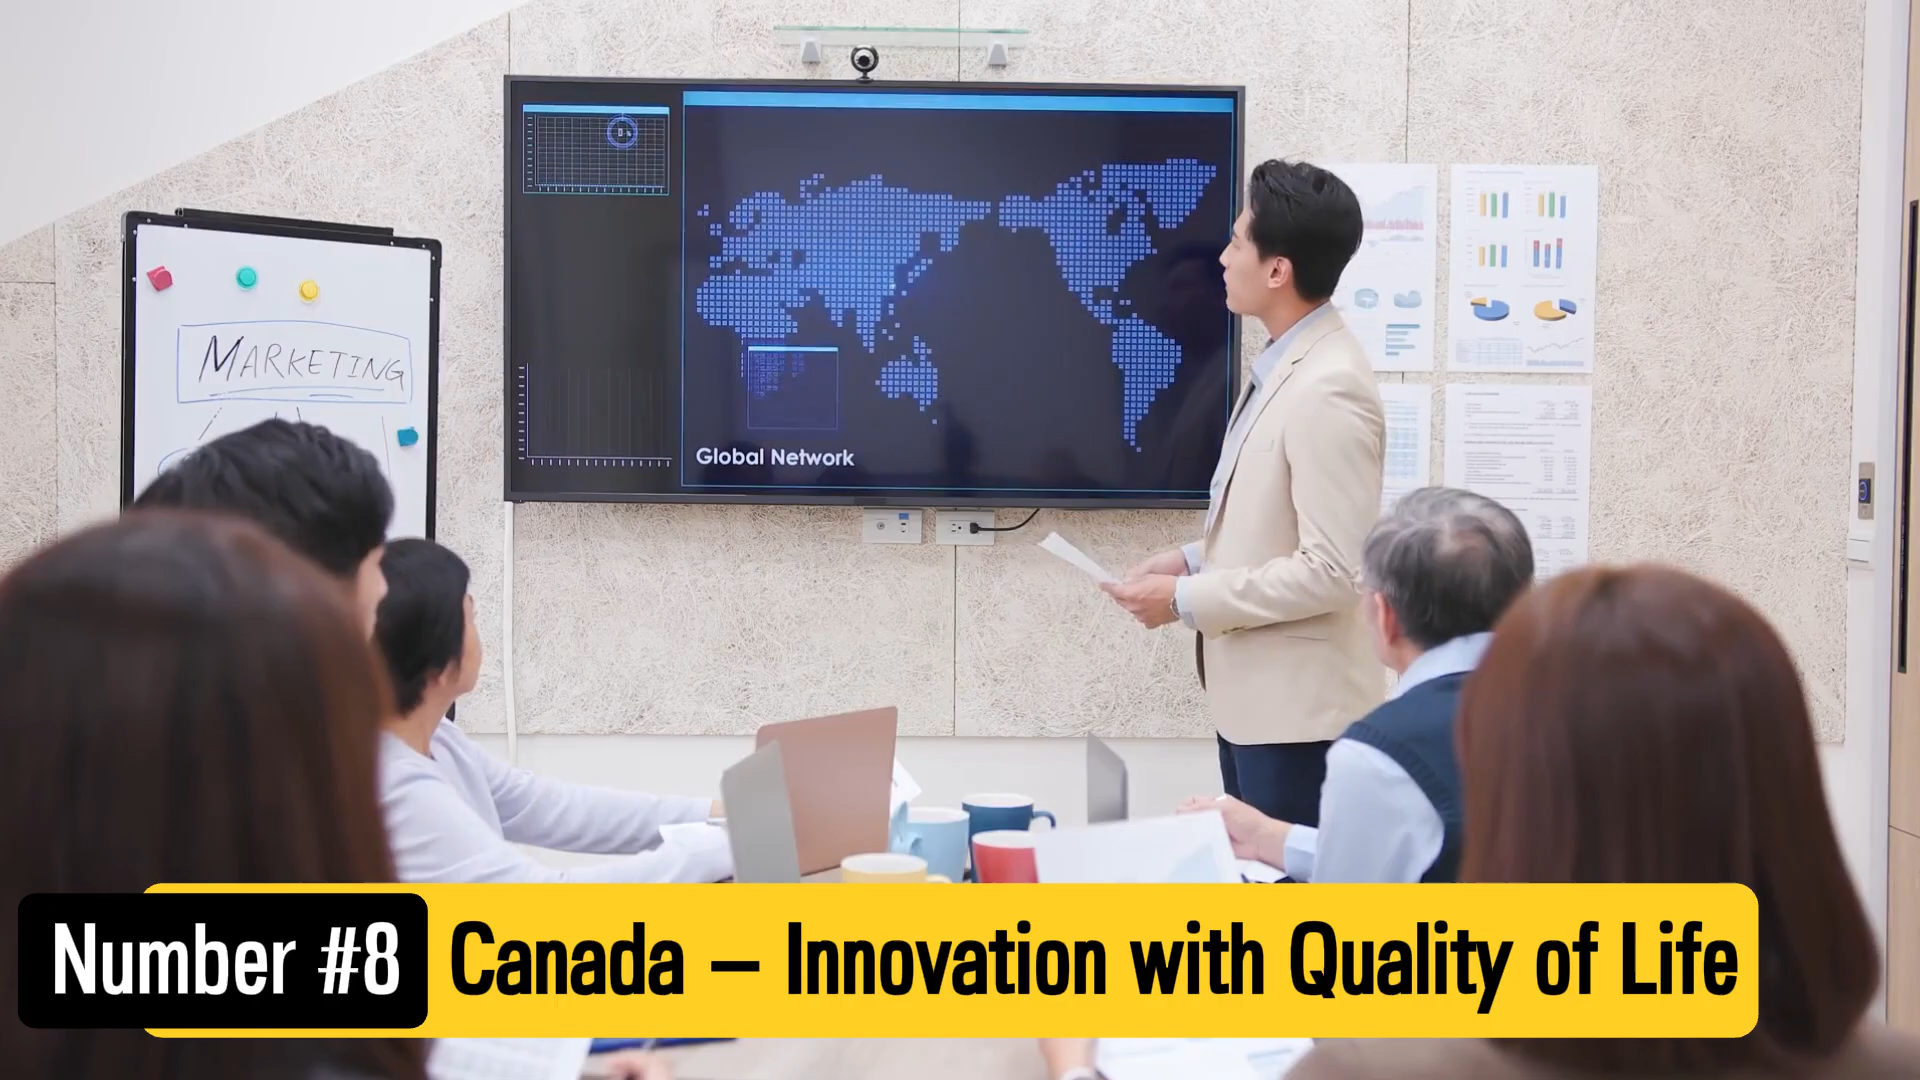 MARKETING
Global Network
Number #8
Canada – Innovation with Quality of Life